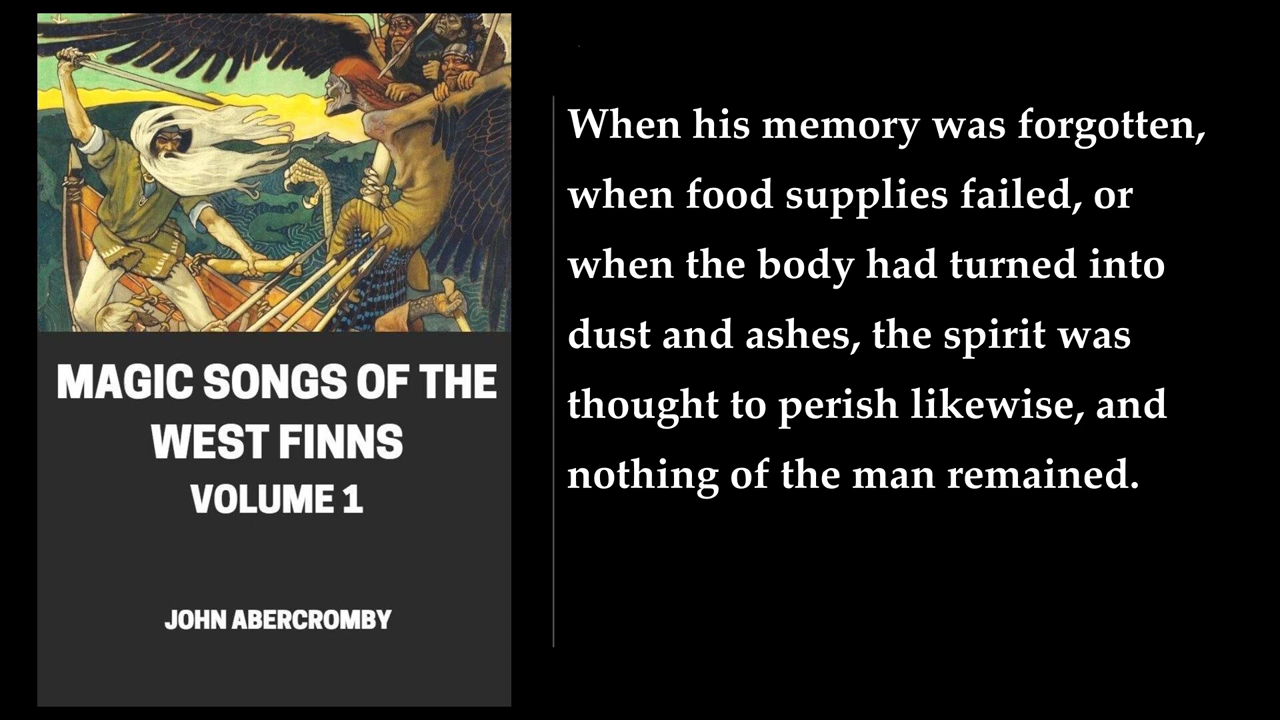 MAGIC SONGS OF THE
WEST FINNS
VOLUME 1
JOHN ABERCROMBY
When his memory was forgotten,
when food supplies failed, or
when the body had turned into
dust and ashes, the spirit was
thought to perish likewise, and
nothing of the man remained.